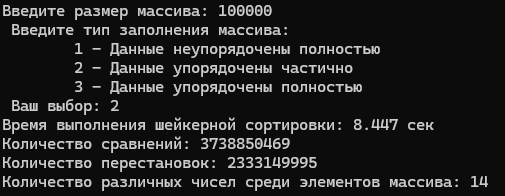 Введите размер массива: 100000
Введите тип заполнения массива:
1 – Данные неупорядочены полностью
2 – Данные упорядочены частично
3 – Данные упорядочены полностью
Ваш выбор: 2
Время выполнения шейкерной сортировки: 8.447 сек
Количество сравнений: 3738850469
Количество перестановок: 2333149995
Количество различных чисел среди элементов массива: 14